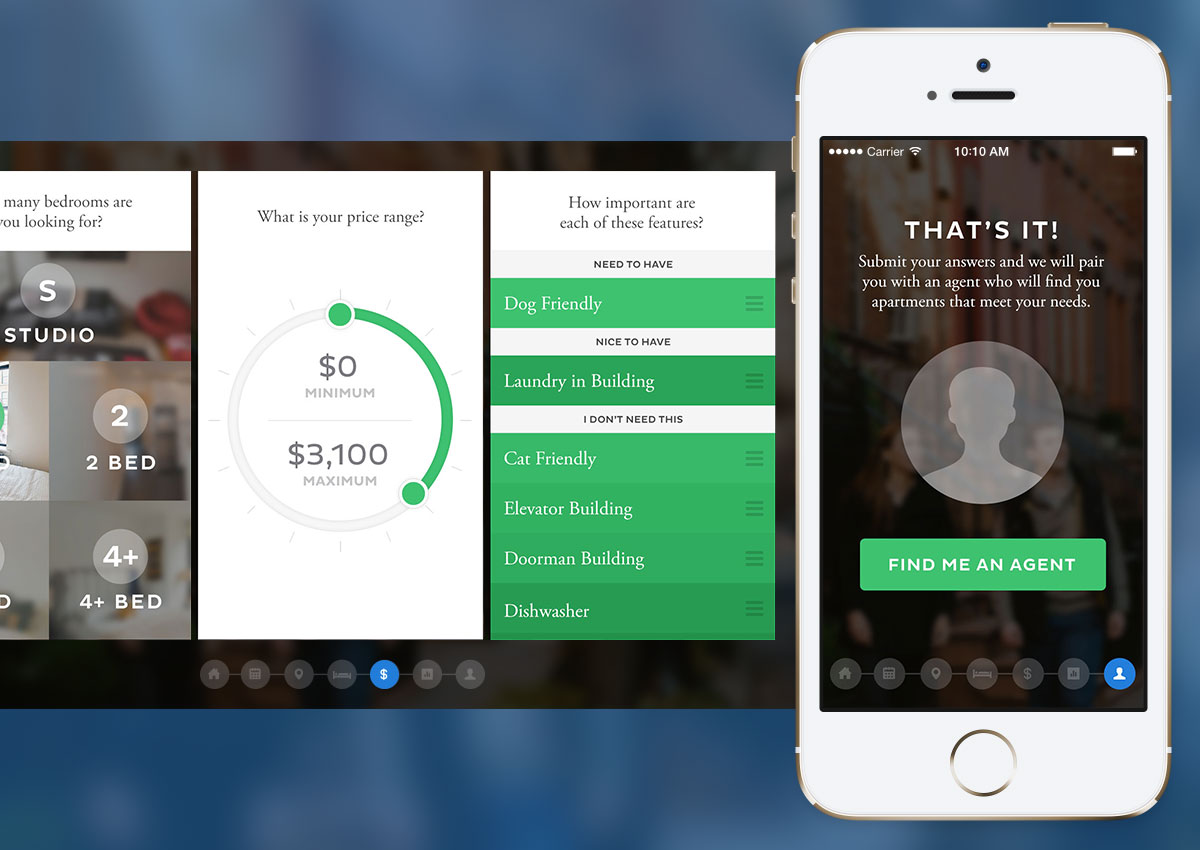 many bedrooms are
you looking for?
S
STUDIO
2
2 BED
4+
4+ BED
What is your price range?
$0
MINIMUM
$3,100
MAXIMUM
$
How important are
each of these features?
NEED TO HAVE
Dog Friendly
NICE TO HAVE
Laundry in Building
I DON'T NEED THIS
Cat Friendly
Elevator Building
Doorman Building
Dishwasher
Carrier
10:10 AM
THAT'S IT!
Submit your answers and we will pair
you with an agent who will find you
apartments that meet your needs.
FIND ME AN AGENT
$